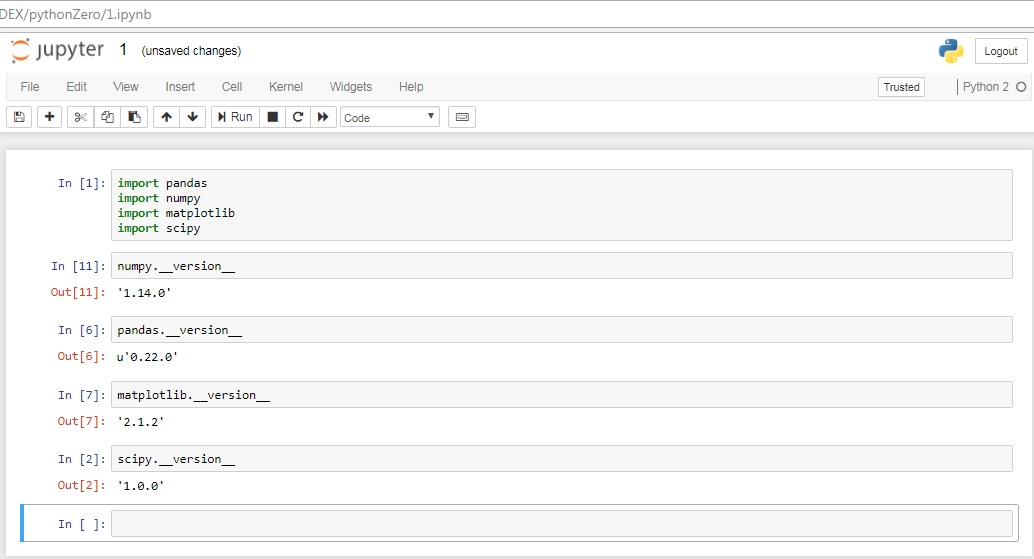 DEX/pythonZero/1.ipynb
jupyter 1 (unsaved changes)
Logout
File Edit View Insert Cell Kernel Widgets Help
Trusted
Python 2
Run
Code
In [1]: import pandas
import numpy
import matplotlib
import scipy
In [11]: numpy.__version__
Out[11]: '1.14.0'
In [6]: pandas.__version__
Out[6]: u'0.22.0'
In [7]: matplotlib.__version__
Out[7]: '2.1.2'
In [2]: scipy.__version__
Out[2]: '1.0.0'
In [ ]: